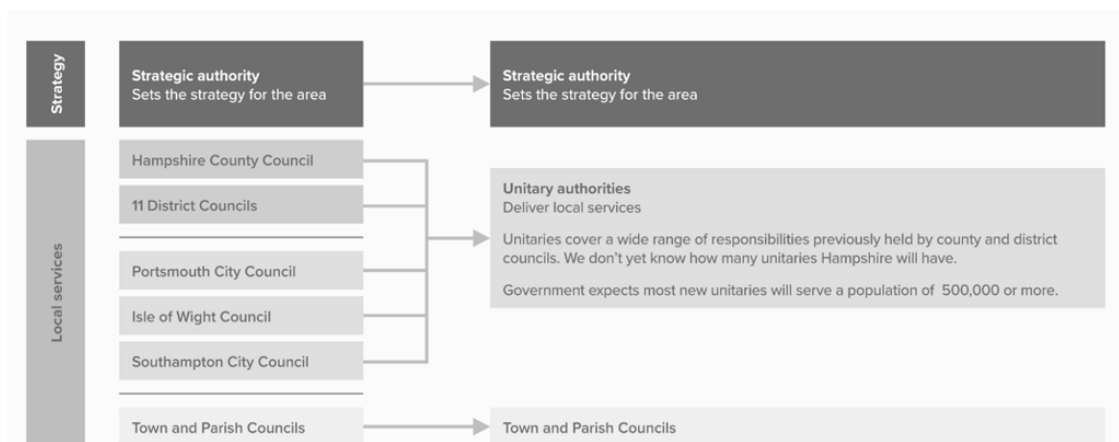 Strategy
Strategic authority
Sets the strategy for the area
Strategic authority
Sets the strategy for the area
Local services
Hampshire County Council
11 District Councils
Portsmouth City Council
Isle of Wight Council
Southampton City Council
Town and Parish Councils
Unitary authorities
Deliver local services
Unitaries cover a wide range of responsibilities previously held by county and district
councils. We don't yet know how many unitaries Hampshire will have.
Government expects most new unitaries will serve a population of 500,000 or more.
Town and Parish Councils